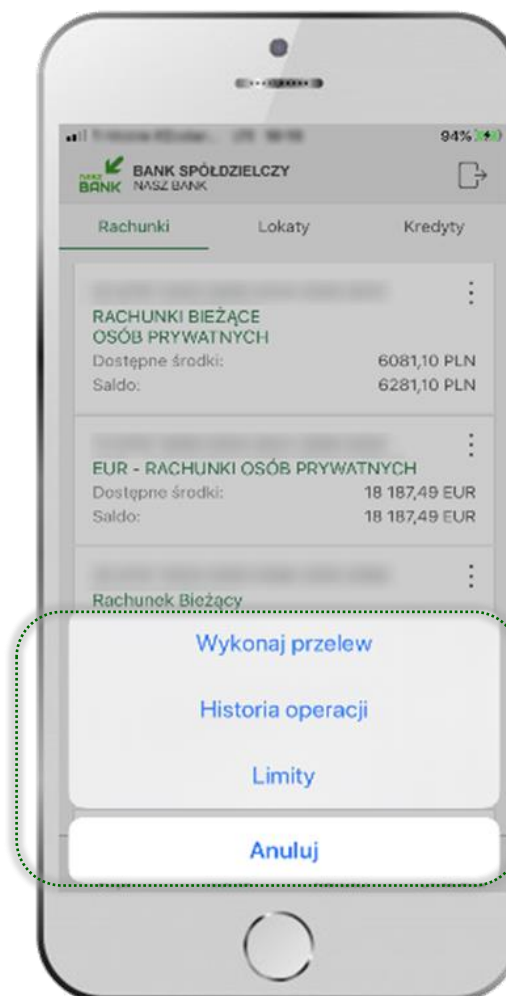 94%
NASZ
BANK
BANK SPÓŁDZIELCZY
NASZ BANK
Rachunki Lokaty Kredyty
RACHUNKI BIEŻĄCE
OSÓB PRYWATNYCH
Dostępne środki: 6081,10 PLN
Saldo: 6281,10 PLN
EUR - RACHUNKI OSÓB PRYWATNYCH
Dostępne środki: 18 187,49 EUR
Saldo: 18 187,49 EUR
Rachunek Bieżący
Wykonaj przelew
Historia operacji
Limity
Anuluj